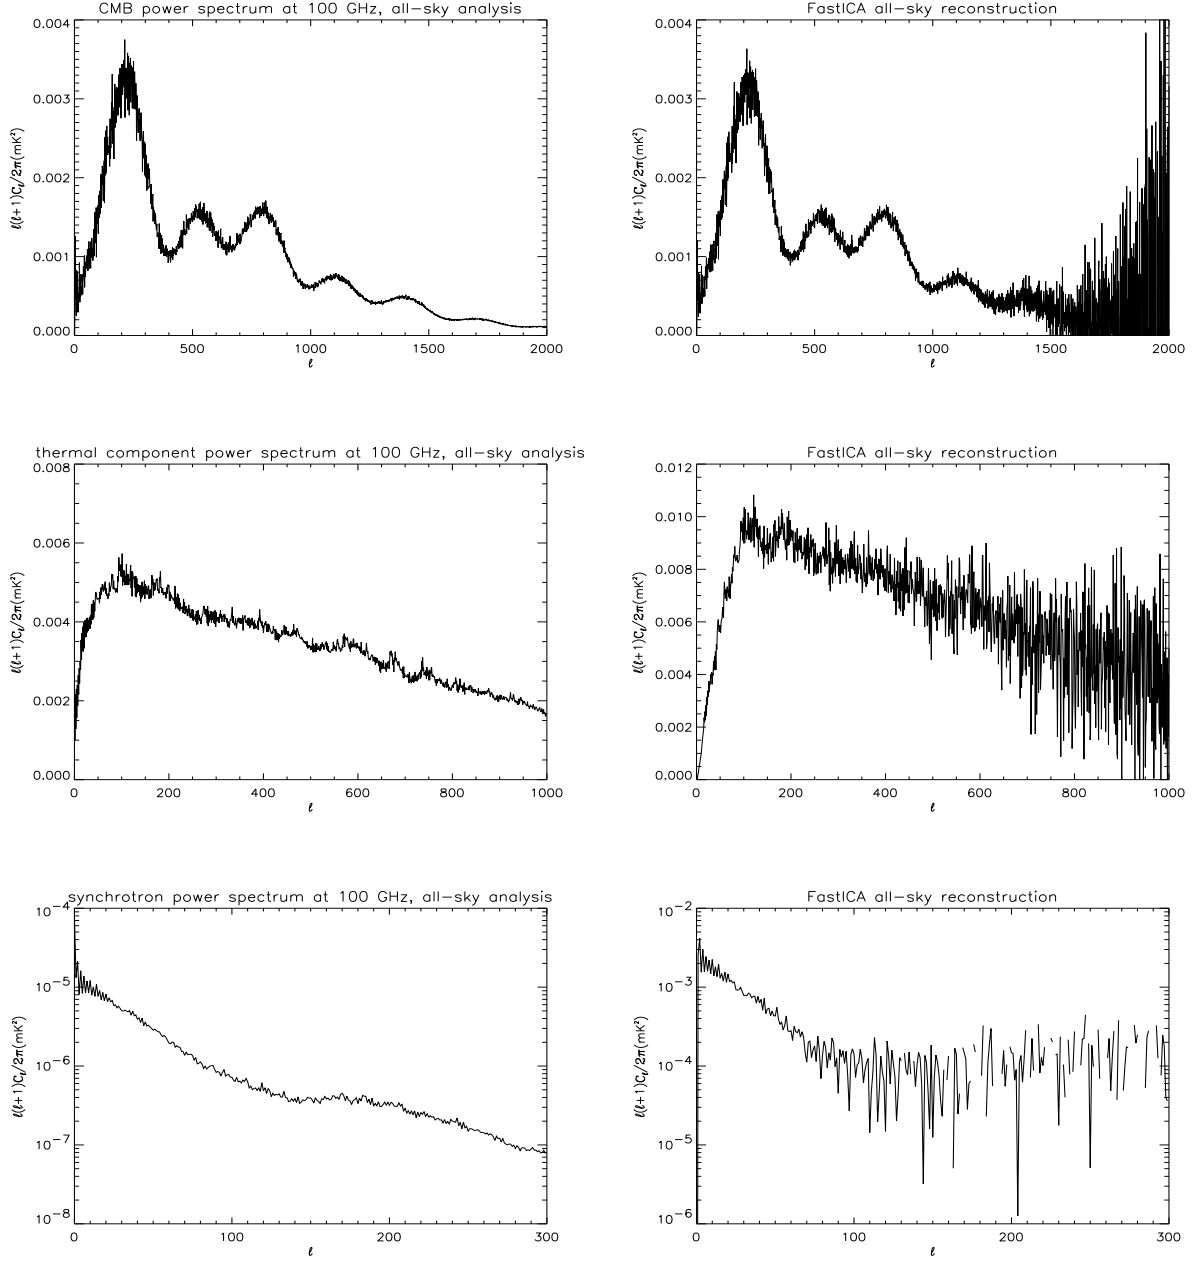 CMB power spectrum at 100 GHz, all-sky analysis
FastICA all-sky reconstruction
0.004
0.003
0.002
0.001
0.000
ℓ(ℓ+1)Cℓ/2π(mK²)
0 500 1000 1500 2000
ℓ
0.004
0.003
0.002
0.001
0.000
ℓ(ℓ+1)Cℓ/2π(mK²)
0 500 1000 1500 2000
ℓ
thermal component power spectrum at 100 GHz, all-sky analysis
FastICA all-sky reconstruction
0.008
0.006
0.004
0.002
0.000
ℓ(ℓ+1)Cℓ/2π(mK²)
0 200 400 600 800 1000
ℓ
0.012
0.010
0.008
0.006
0.004
0.002
0.000
ℓ(ℓ+1)Cℓ/2π(mK²)
0 200 400 600 800 1000
ℓ
synchrotron power spectrum at 100 GHz, all-sky analysis
FastICA all-sky reconstruction
10⁻⁴
10⁻⁵
10⁻⁶
10⁻⁷
10⁻⁸
ℓ(ℓ+1)Cℓ/2π(mK²)
0 100 200 300
ℓ
10⁻²
10⁻³
10⁻⁴
10⁻⁵
10⁻⁶
ℓ(ℓ+1)Cℓ/2π(mK²)
0 100 200 300
ℓ